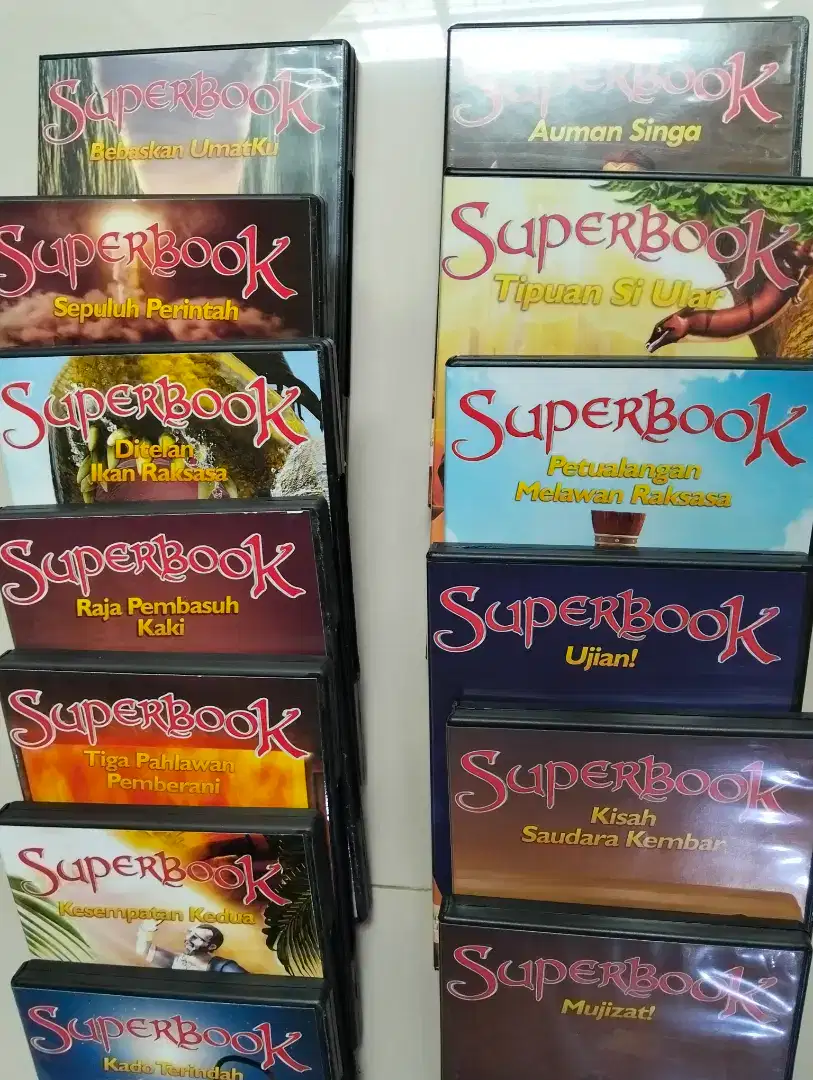 SUPERBOOK
Bebaskan UmatKu
SUPERBOOK
Sepuluh Perintah
SUPERBOOK
Ditelan
Ikan Raksasa
SUPERBOOK
Raja Pembasuh
Kaki
SUPERBOOK
Tiga Pahlawan
Pemberani
SUPERBOOK
Kesempatan Kedua
SUPERBOOK
Kado Terindah
SUPERBOOK
Auman Singa
SUPERBOOK
Tipuan Si Ular
SUPERBOOK
Petualangan
Melawan Raksasa
SUPERBOOK
Ujian!
SUPERBOOK
Kisah
Saudara Kembar
SUPERBOOK
Mujizat!